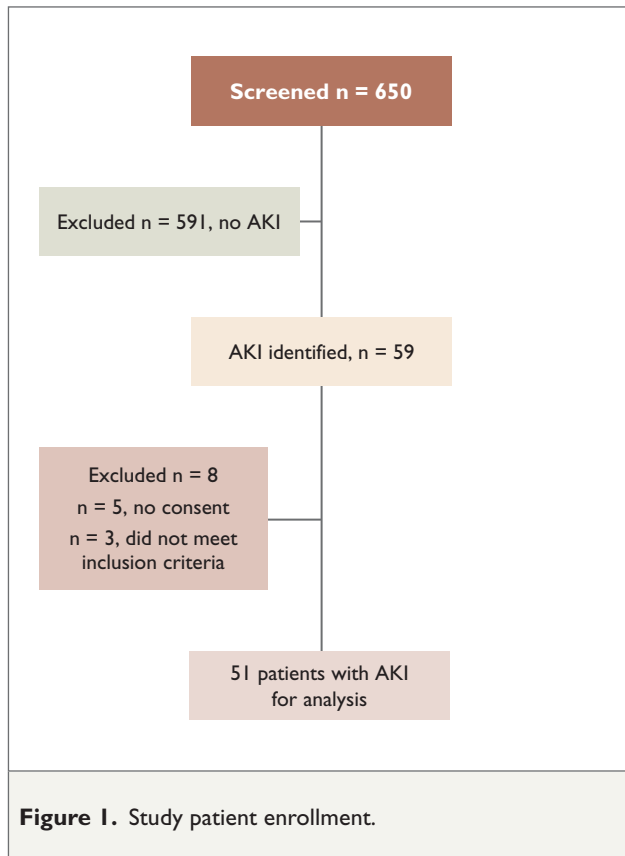 Screened n = 650
Excluded n = 591, no AKI
AKI identified, n = 59
Excluded n = 8
n = 5, no consent
n = 3, did not meet
inclusion criteria
51 patients with AKI
for analysis
Figure 1. Study patient enrollment.